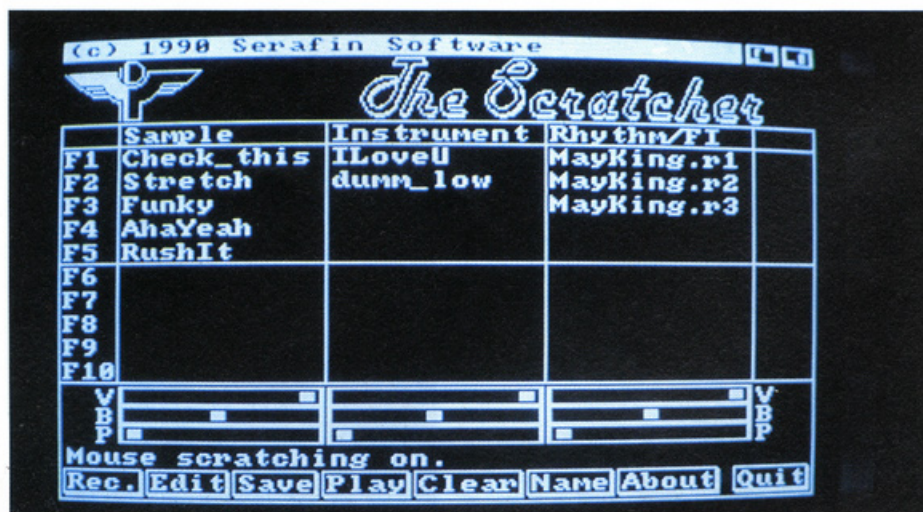 (c) 1990 Serafin Software
The Scratcher
Sample Instrument Rhythm/FI
F1 Check_this ILoveU MayKing.r1
F2 Stretch dumm_low MayKing.r2
F3 Funky MayKing.r3
F4 AhaYeah
F5 RushIt
F6
F7
F8
F9
F10
V V
B B
P P
Mouse scratching on.
Rec. Edit Save Play Clear Name About Quit